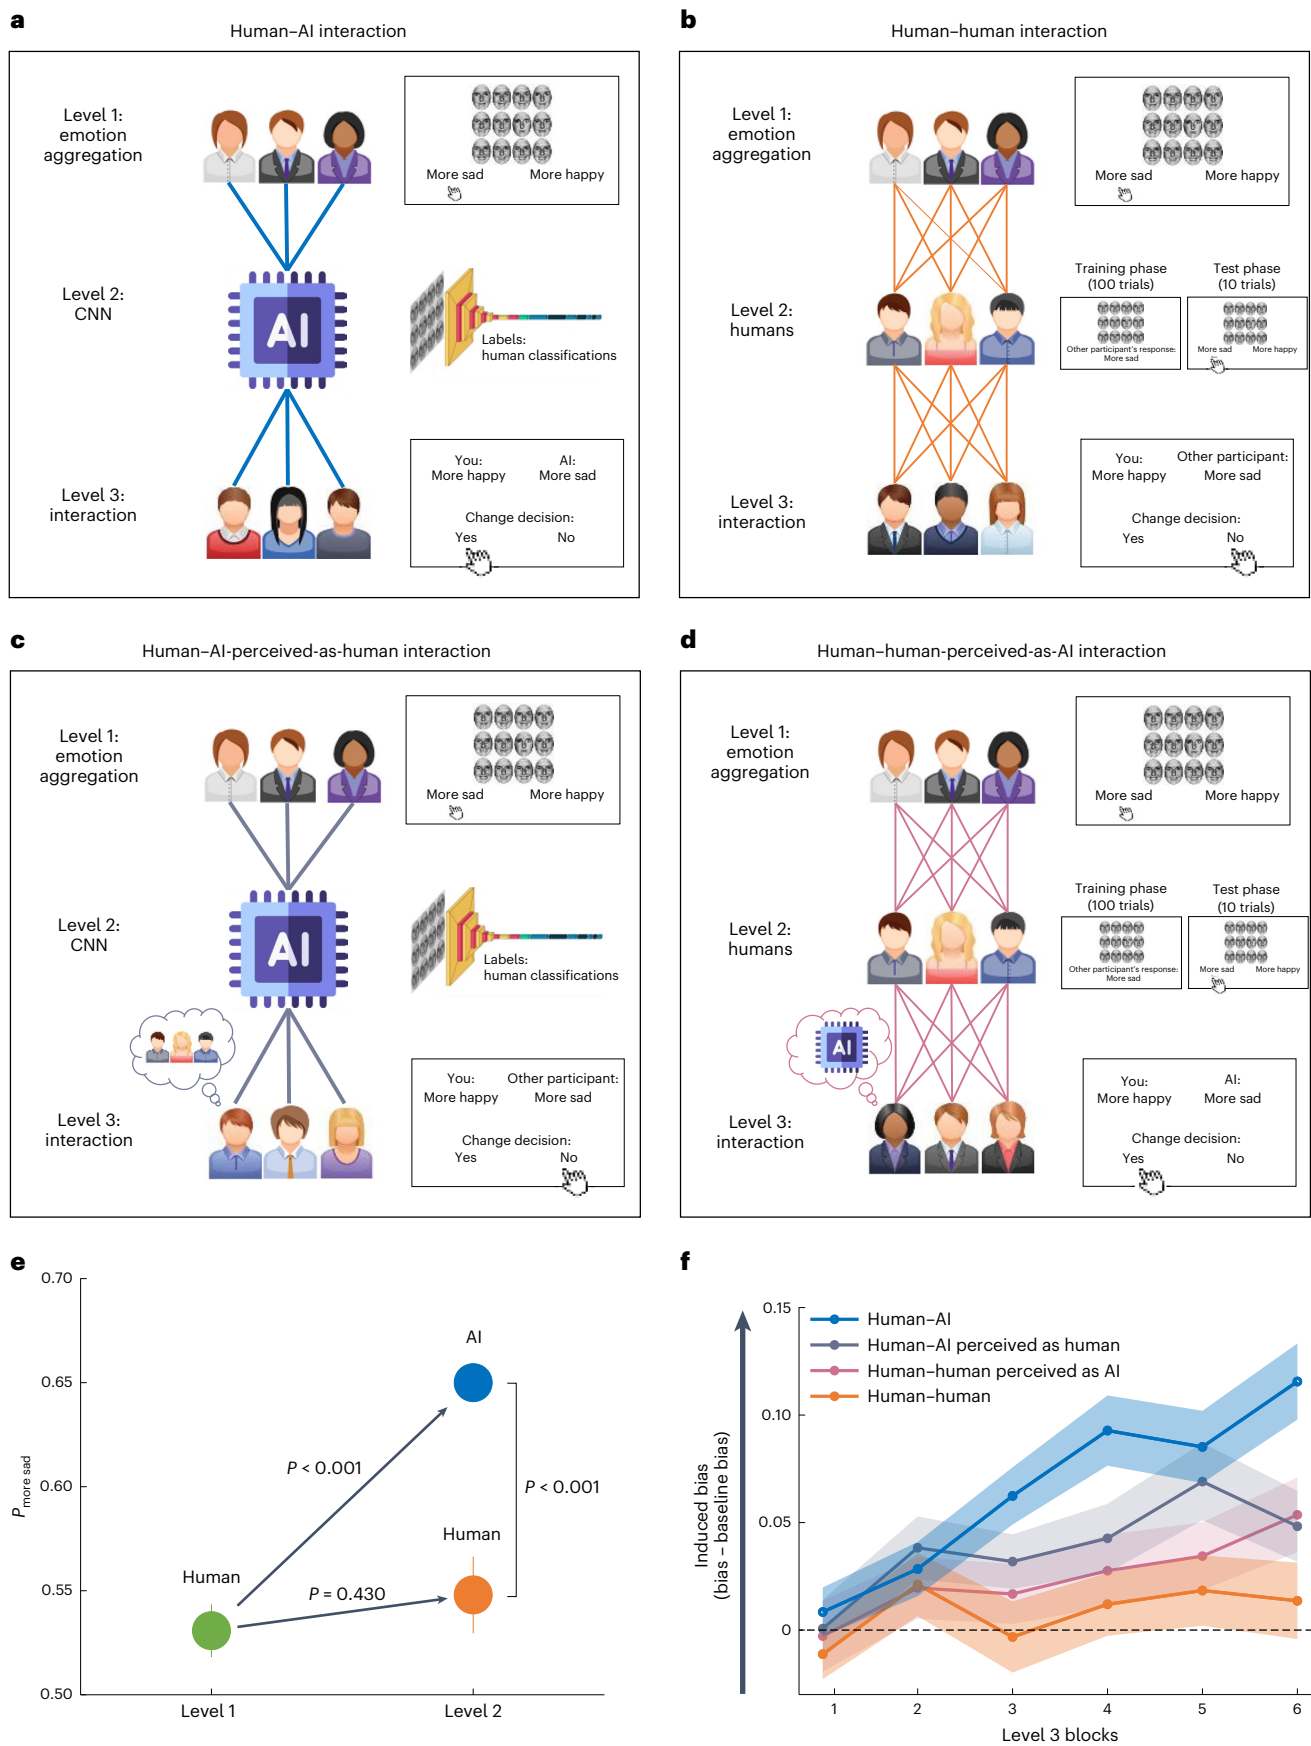 a
Human–AI interaction
Level 1:
emotion
aggregation
More sad
More happy
Level 2:
CNN
AI
Labels:
human classifications
Level 3:
interaction
You:
More happy
AI:
More sad
Change decision:
Yes
No
b
Human–human interaction
Level 1:
emotion
aggregation
More sad
More happy
Level 2:
humans
Training phase
(100 trials)
Other participant's response:
More sad
Test phase
(10 trials)
More sad
More happy
Level 3:
interaction
You:
More happy
Other participant:
More sad
Change decision:
Yes
No
c
Human–AI-perceived-as-human interaction
Level 1:
emotion
aggregation
More sad
More happy
Level 2:
CNN
AI
Labels:
human classifications
Level 3:
interaction
You:
More happy
Other participant:
More sad
Change decision:
Yes
No
d
Human–human-perceived-as-AI interaction
Level 1:
emotion
aggregation
More sad
More happy
Level 2:
humans
Training phase
(100 trials)
Other participant's response:
More sad
Test phase
(10 trials)
More sad
More happy
AI
Level 3:
interaction
You:
More happy
AI:
More sad
Change decision:
Yes
No
e
0.70
0.65
0.60
0.55
0.50
P more sad
AI
P < 0.001
P < 0.001
Human
Human
P = 0.430
Level 1
Level 2
f
0.15
0.10
0.05
0
Induced bias
(bias – baseline bias)
Human–AI
Human–AI perceived as human
Human–human perceived as AI
Human–human
1 2 3 4 5 6
Level 3 blocks